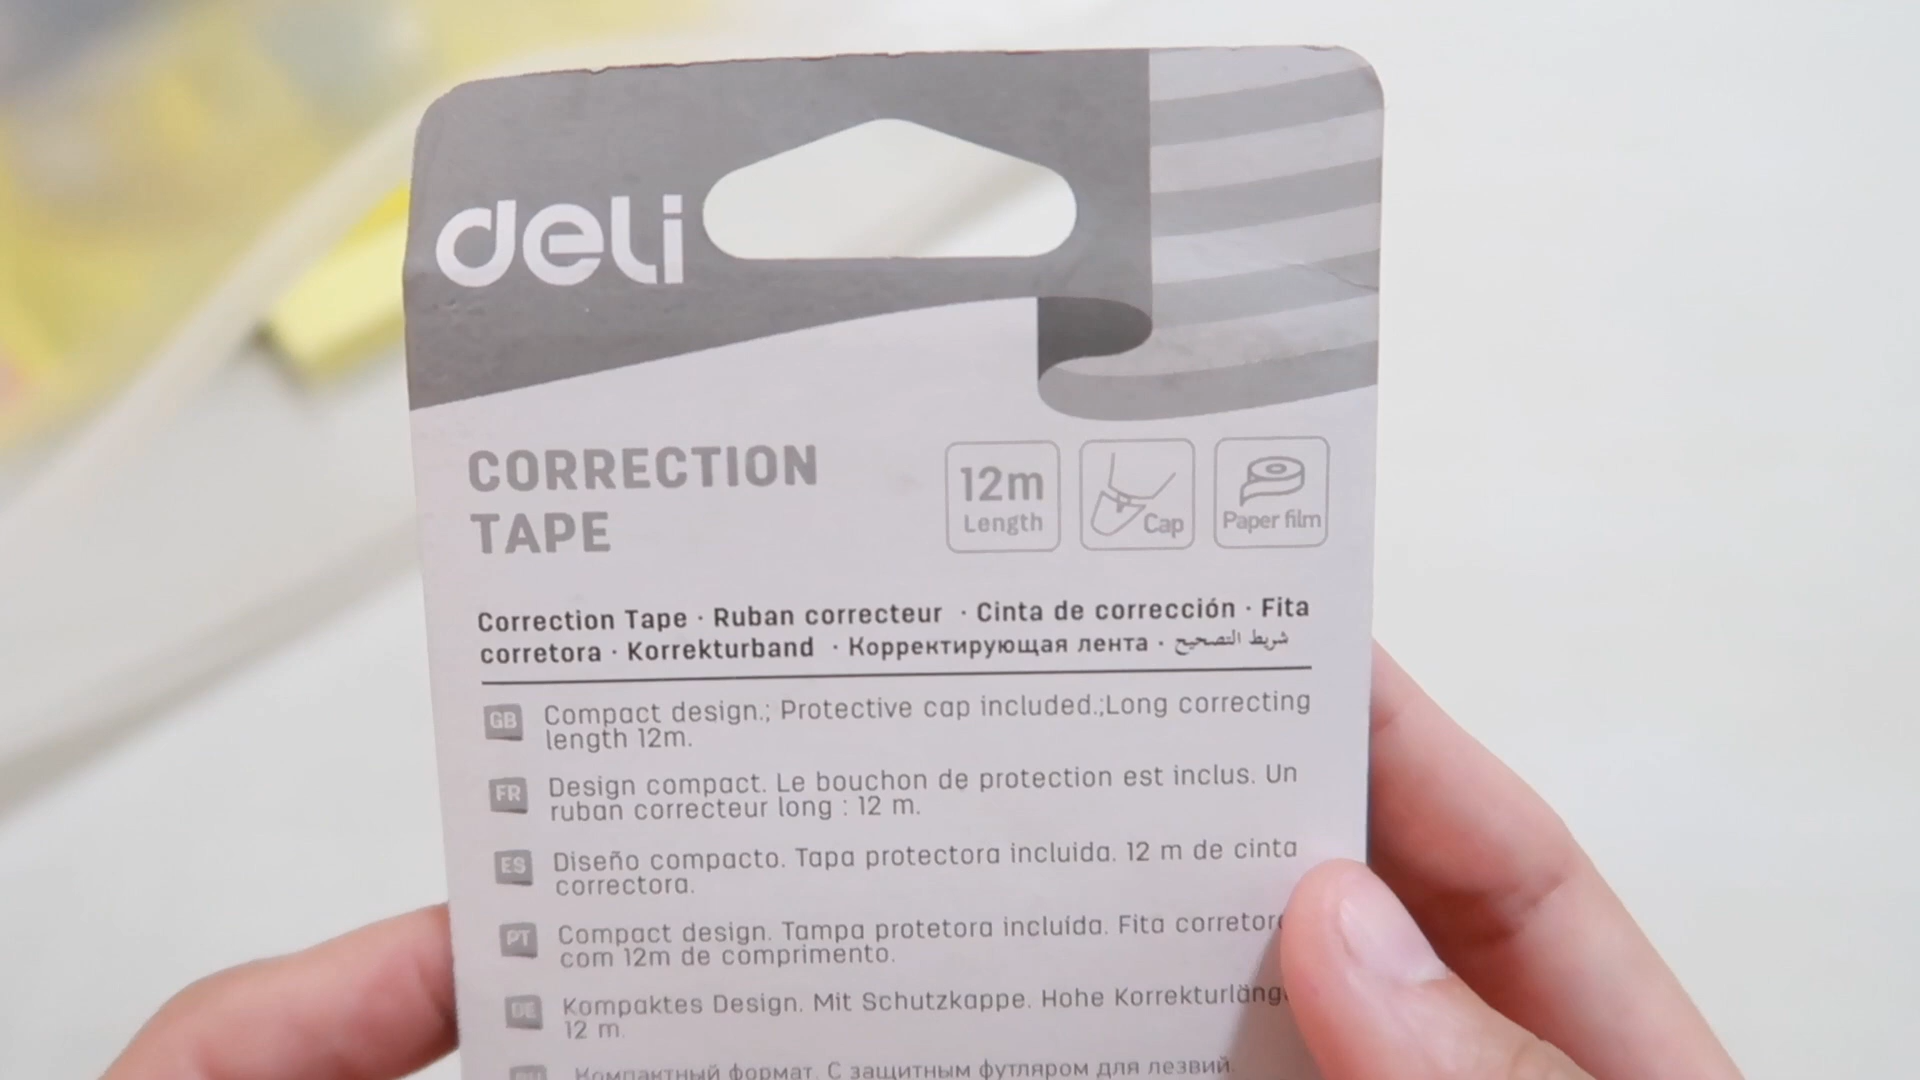 deli
CORRECTION
TAPE
12m
Length
Cap
Paper film
Correction Tape · Ruban correcteur · Cinta de corrección · Fita
corretora · Korrekturband · Корректирующая лента · شريط التصحيح
GB Compact design.; Protective cap included.;Long correcting
length 12m.
FR Design compact. Le bouchon de protection est inclus. Un
ruban correcteur long : 12 m.
ES Diseño compacto. Tapa protectora incluida. 12 m de cinta
correctora.
PT Compact design. Tampa protetora incluída. Fita
com 12m de comprimento.
DE Kompaktes Design. Mit Schutzkappe. Hohe
12 m.
Компактный формат. С защитным футляром для лезвий.